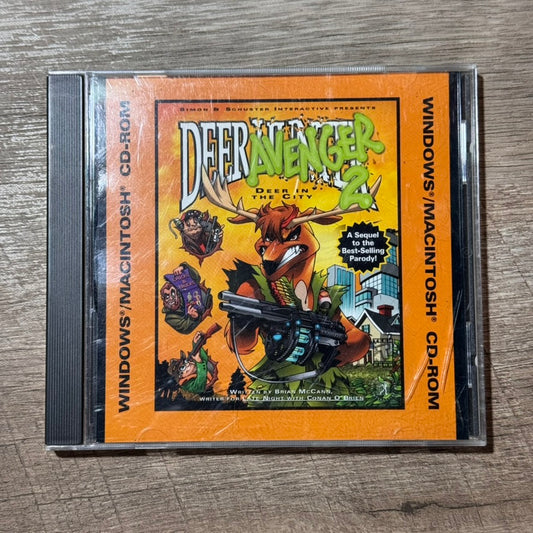 WINDOWS®/MACINTOSH® CD-ROM
SIMON & SCHUSTER INTERACTIVE PRESENTS
DEER AVENGER
2
DEER IN
THE CITY
A Sequel
to the
Best-Selling
Parody!
WRITTEN BY BRIAN MCCANN,
WRITER FOR LATE NIGHT WITH CONAN O'BRIEN
WINDOWS®/MACINTOSH® CD-ROM